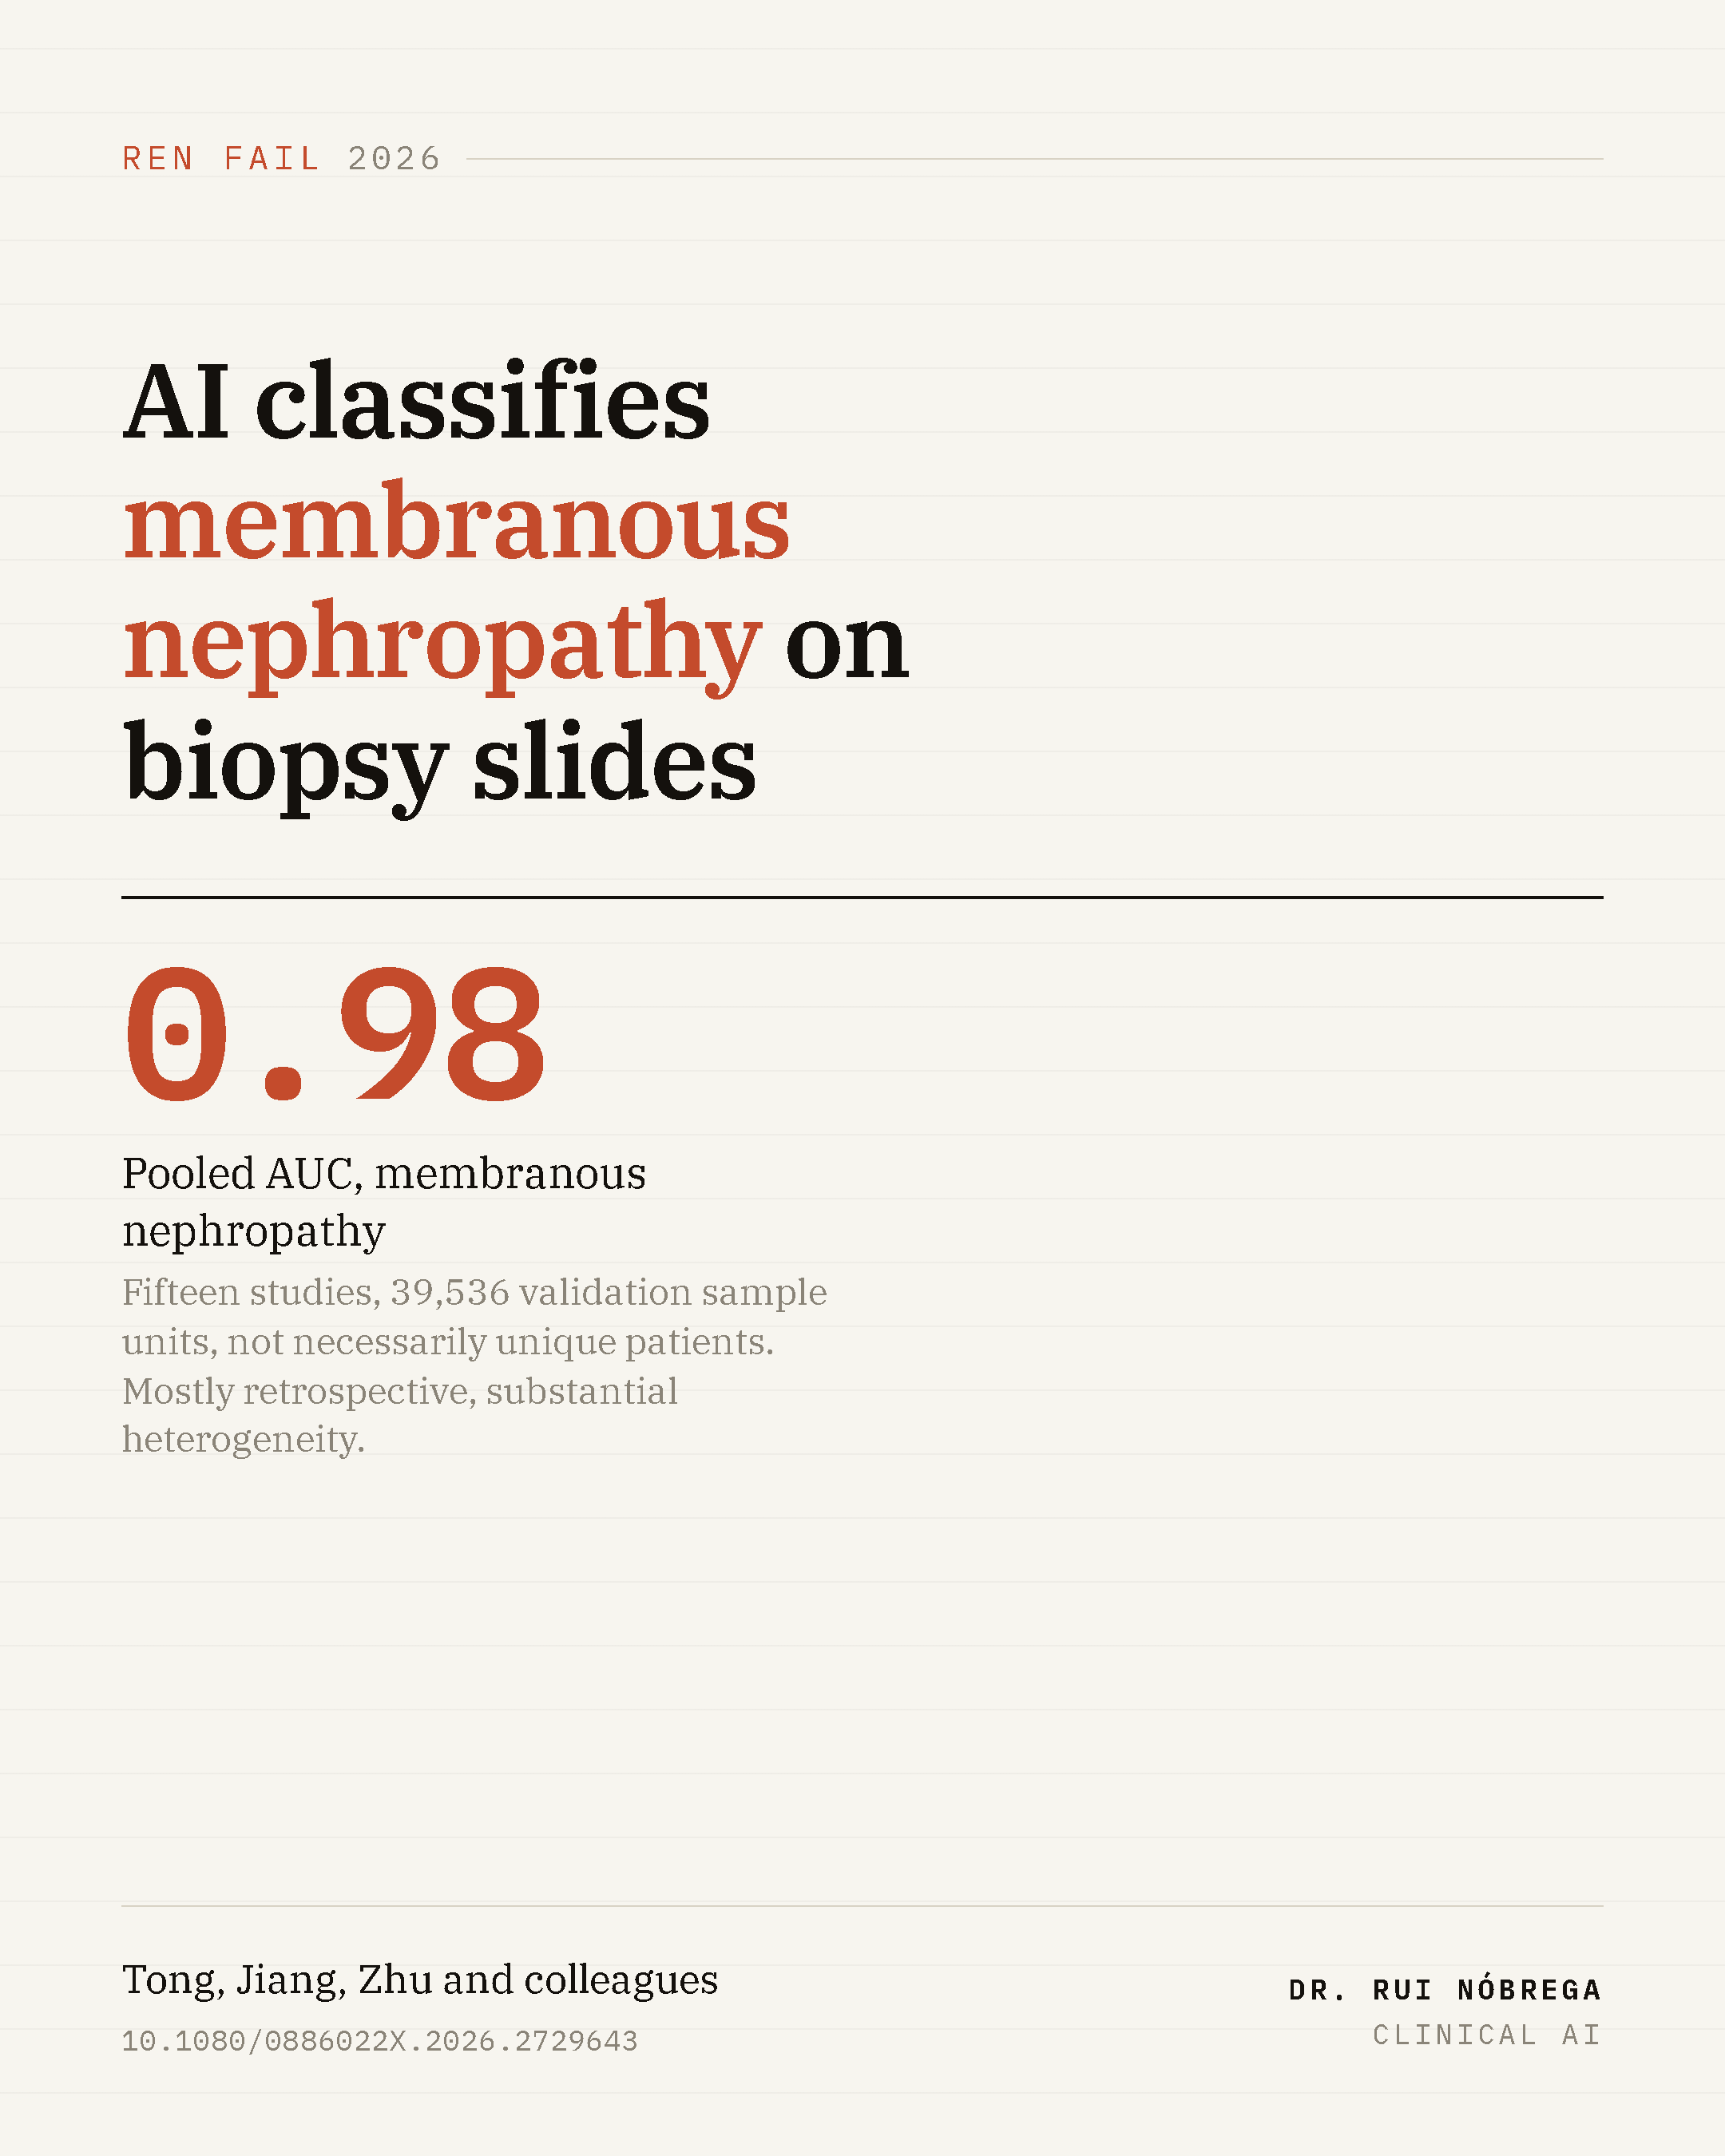 REN FAIL 2026
AI classifies
membranous
nephropathy on
biopsy slides
0.98
Pooled AUC, membranous
nephropathy
Fifteen studies, 39,536 validation sample
units, not necessarily unique patients.
Mostly retrospective, substantial
heterogeneity.
Tong, Jiang, Zhu and colleagues
10.1080/0886022X.2026.2729643
DR. RUI NÓBREGA
CLINICAL AI